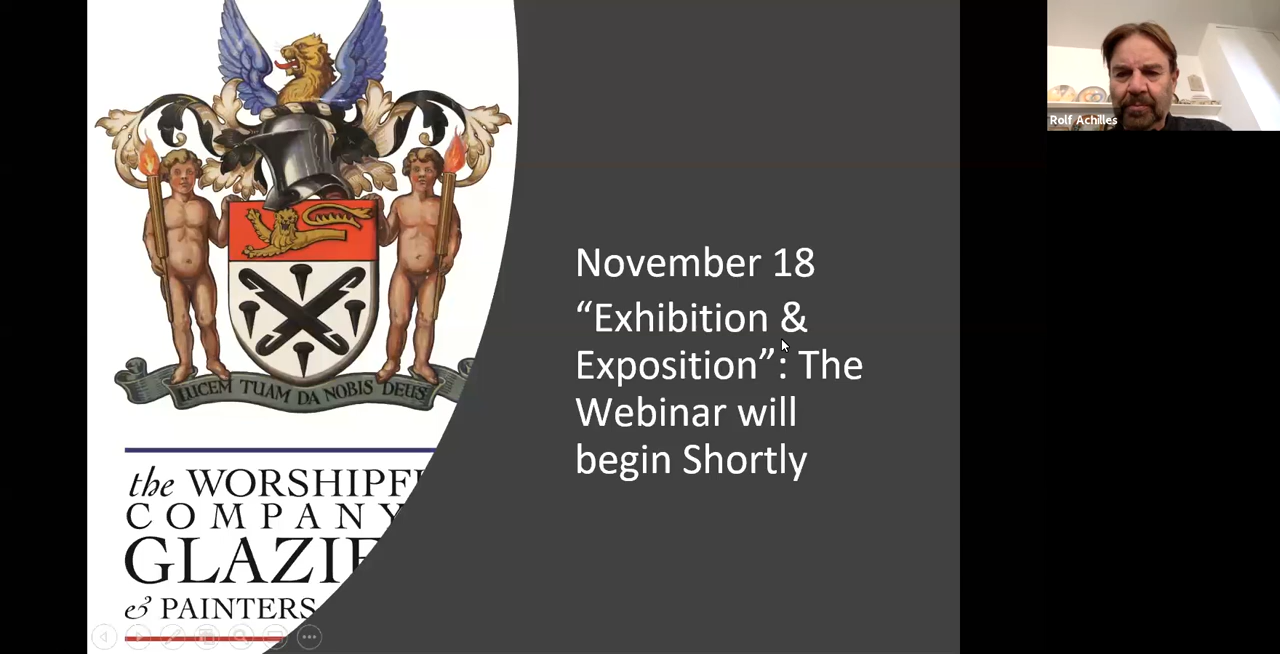 LUCEM TUAM DA NOBIS DEUS
the WORSHIPF
COMPANY
GLAZIE
& PAINTERS
November 18
“Exhibition &
Exposition”: The
Webinar will
begin Shortly
Rolf Achilles